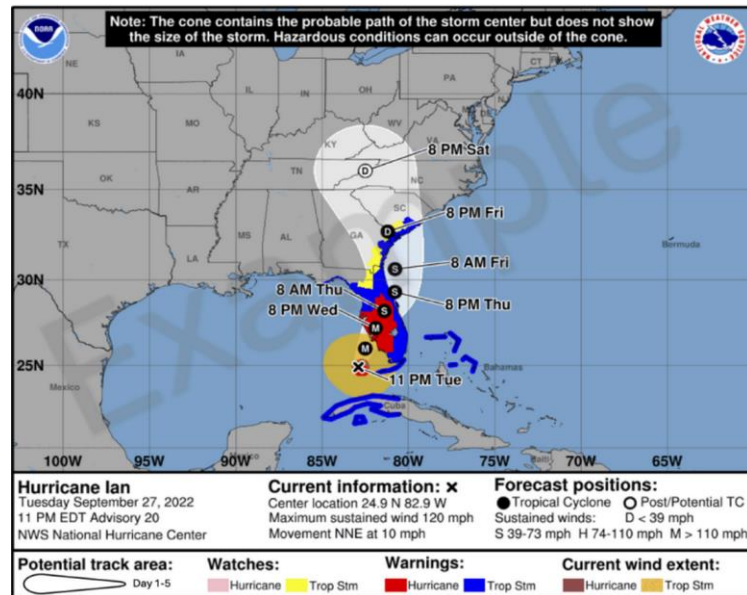 Note: The cone contains the probable path of the storm center but does not show
the size of the storm. Hazardous conditions can occur outside of the cone.
NOAA
NE
IA
IL
IN
OH
PA
CT
40N
KS
MO
KY
WV
VA
8 PM Sat
35N
OK
AR
TN
NC
D
SC
8 PM Fri
D
TX
MS
AL
GA
8 AM Fri
Bermuda
LA
S
30N
8 AM Thu
S
8 PM Thu
8 PM Wed
S
M
M
25N
11 PM Tue
Bahamas
Mexico
Cuba
Mexico
Haiti
Example
100W 95W 90W 85W 80W 75W 70W 65W
Hurricane Ian
Tuesday September 27, 2022
11 PM EDT Advisory 20
NWS National Hurricane Center
Current information: ×
Center location 24.9 N 82.9 W
Maximum sustained wind 120 mph
Movement NNE at 10 mph
Forecast positions:
● Tropical Cyclone ○ Post/Potential TC
Sustained winds: D < 39 mph
S 39-73 mph H 74-110 mph M > 110 mph
Potential track area:
Day 1-5
Watches:
Hurricane Trop Stm
Warnings:
Hurricane Trop Stm
Current wind extent:
Hurricane Trop Stm